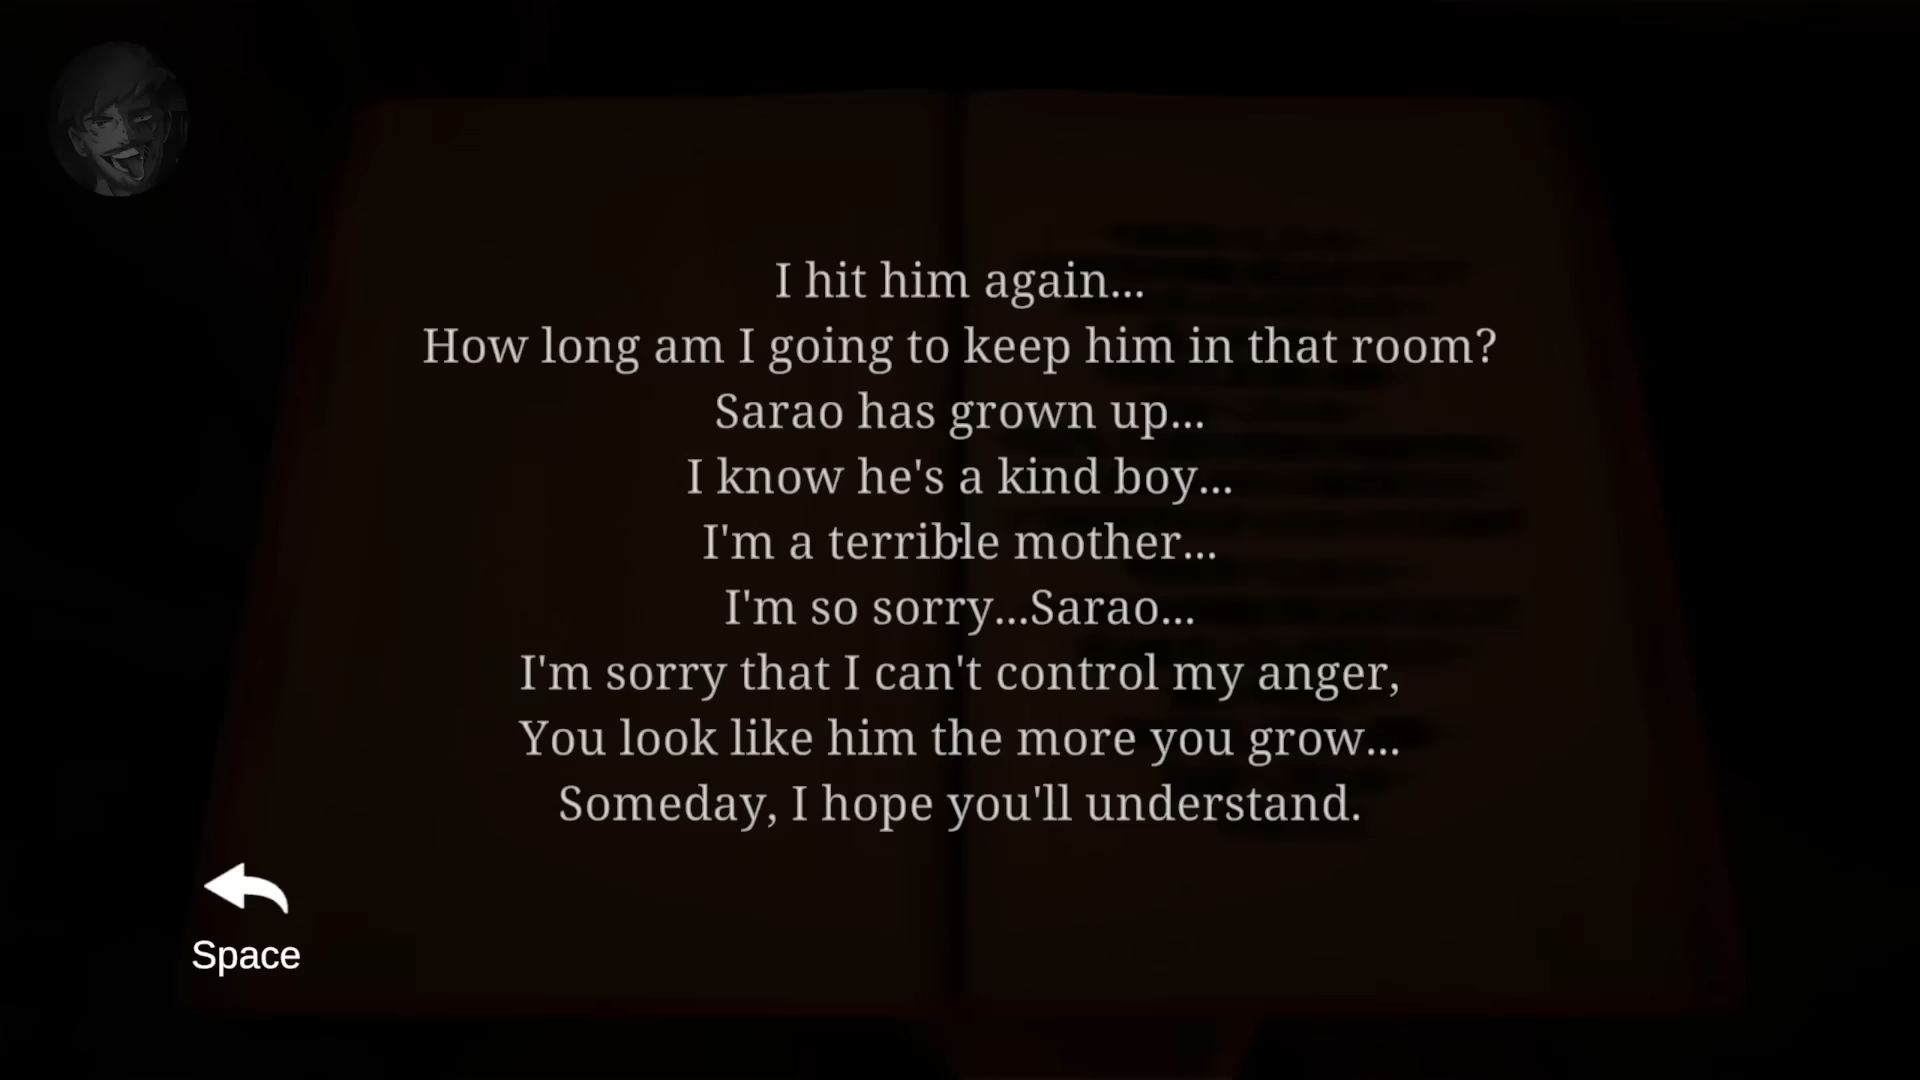 I hit him again...
How long am I going to keep him in that room?
Sarao has grown up...
I know he's a kind boy...
I'm a terrible mother...
I'm so sorry...Sarao...
I'm sorry that I can't control my anger,
You look like him the more you grow...
Someday, I hope you'll understand.
Space